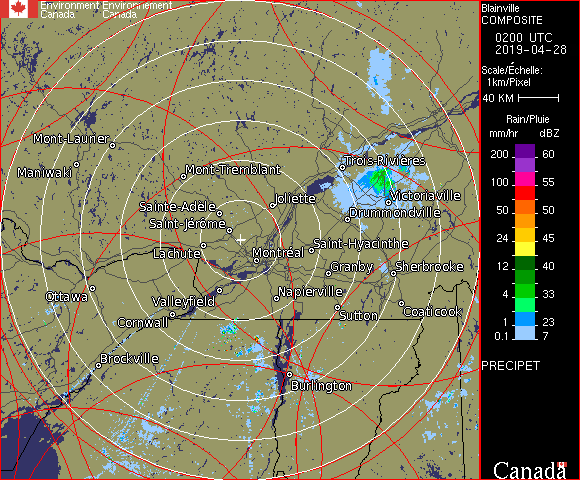 Environment Environnement
Canada Canada
Blainville
COMPOSITE
0200 UTC
2019-04-28
Scale/Échelle:
1km/Pixel
40 KM
Rain/Pluie
mm/hr dBZ
200 60
100 55
50 50
24 45
12 40
4 33
1 23
0.1 7
PRECIPET
Canada
Mont-Laurier
Maniwaki
Mont-Tremblant
Trois-Rivières
Victoriaville
Joliette
Sainte-Adèle
Drummondville
Saint-Jérôme
Saint-Hyacinthe
Lachute
Montréal
Granby
Sherbrooke
Ottawa
Valleyfield
Napierville
Cornwall
Sutton
Coaticook
Brockville
Burlington